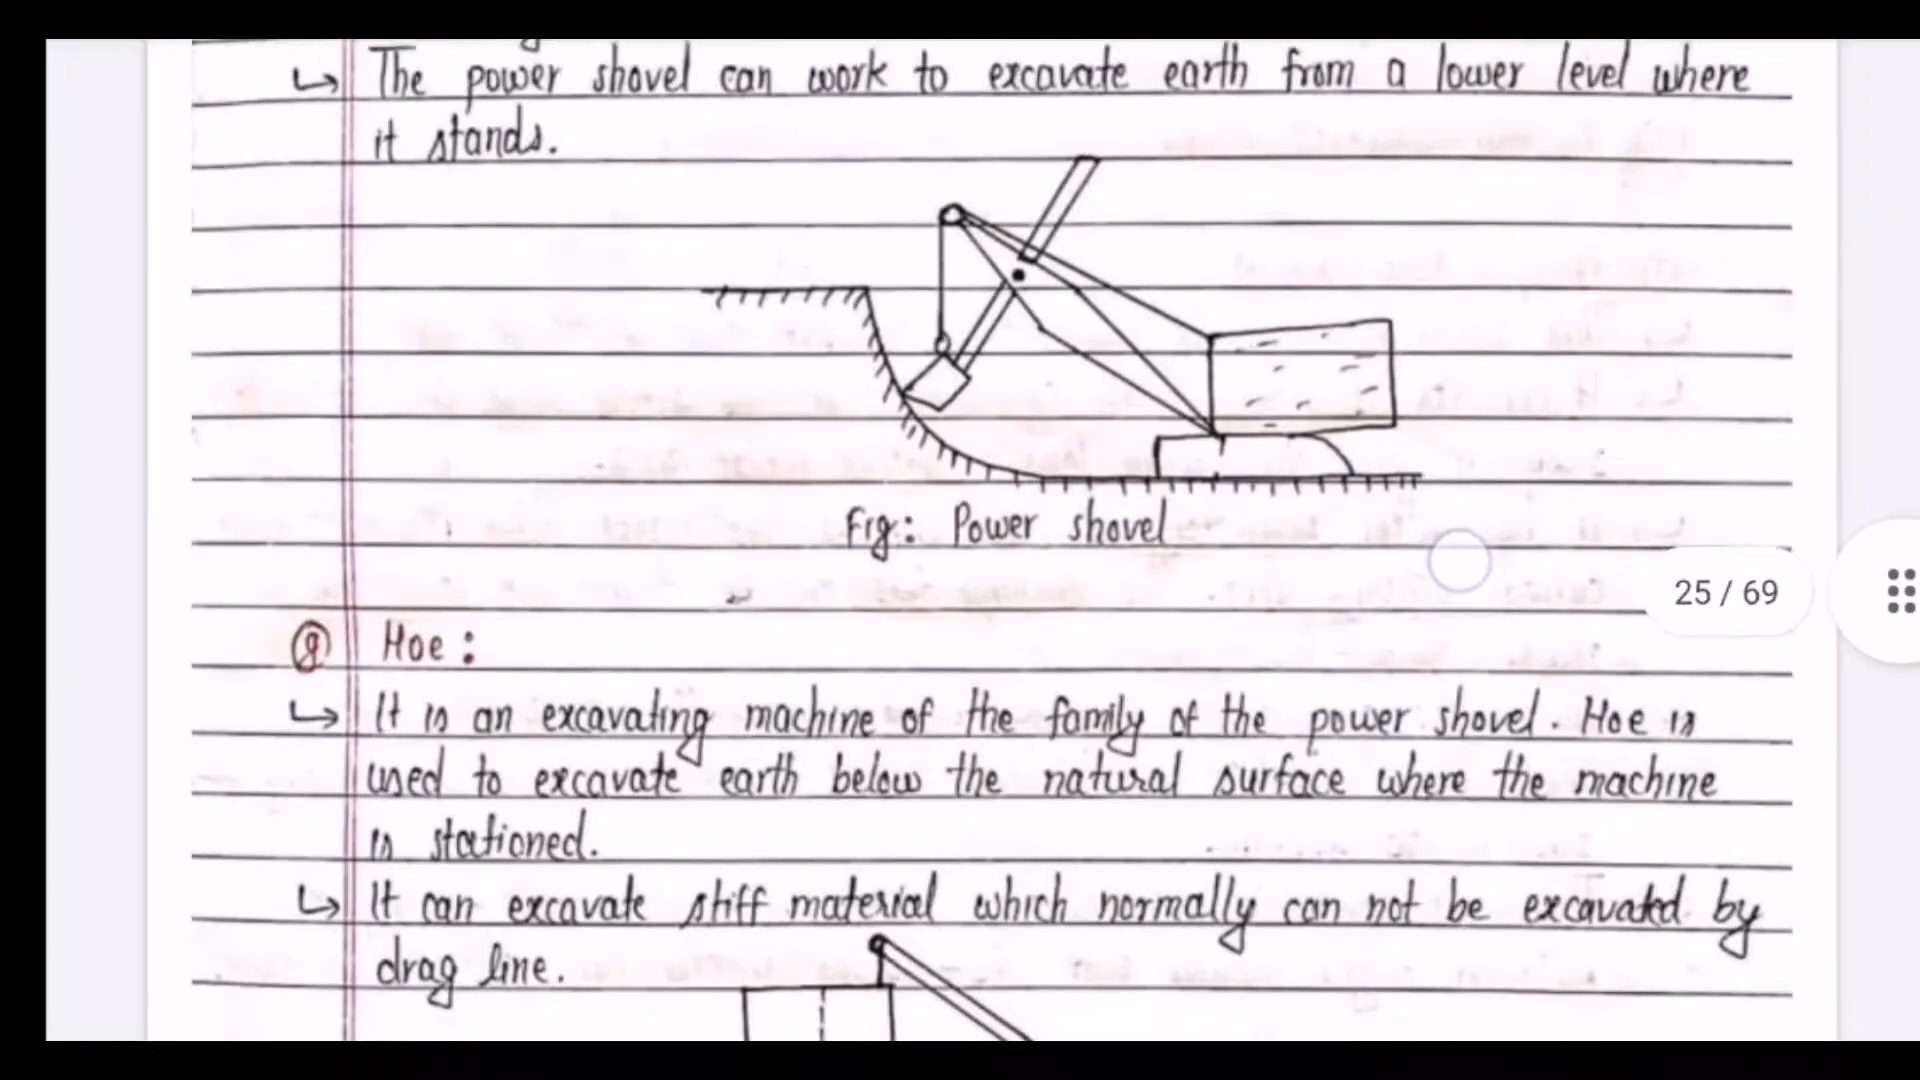 ↳ The power shovel can work to excavate earth from a lower level where
it stands.
Fig: Power shovel
25 / 69
⑧ Hoe :
↳ It is an excavating machine of the family of the power shovel. Hoe is
used to excavate earth below the natural surface where the machine
is stationed.
↳ It can excavate stiff material which normally can not be excavated by
drag line.